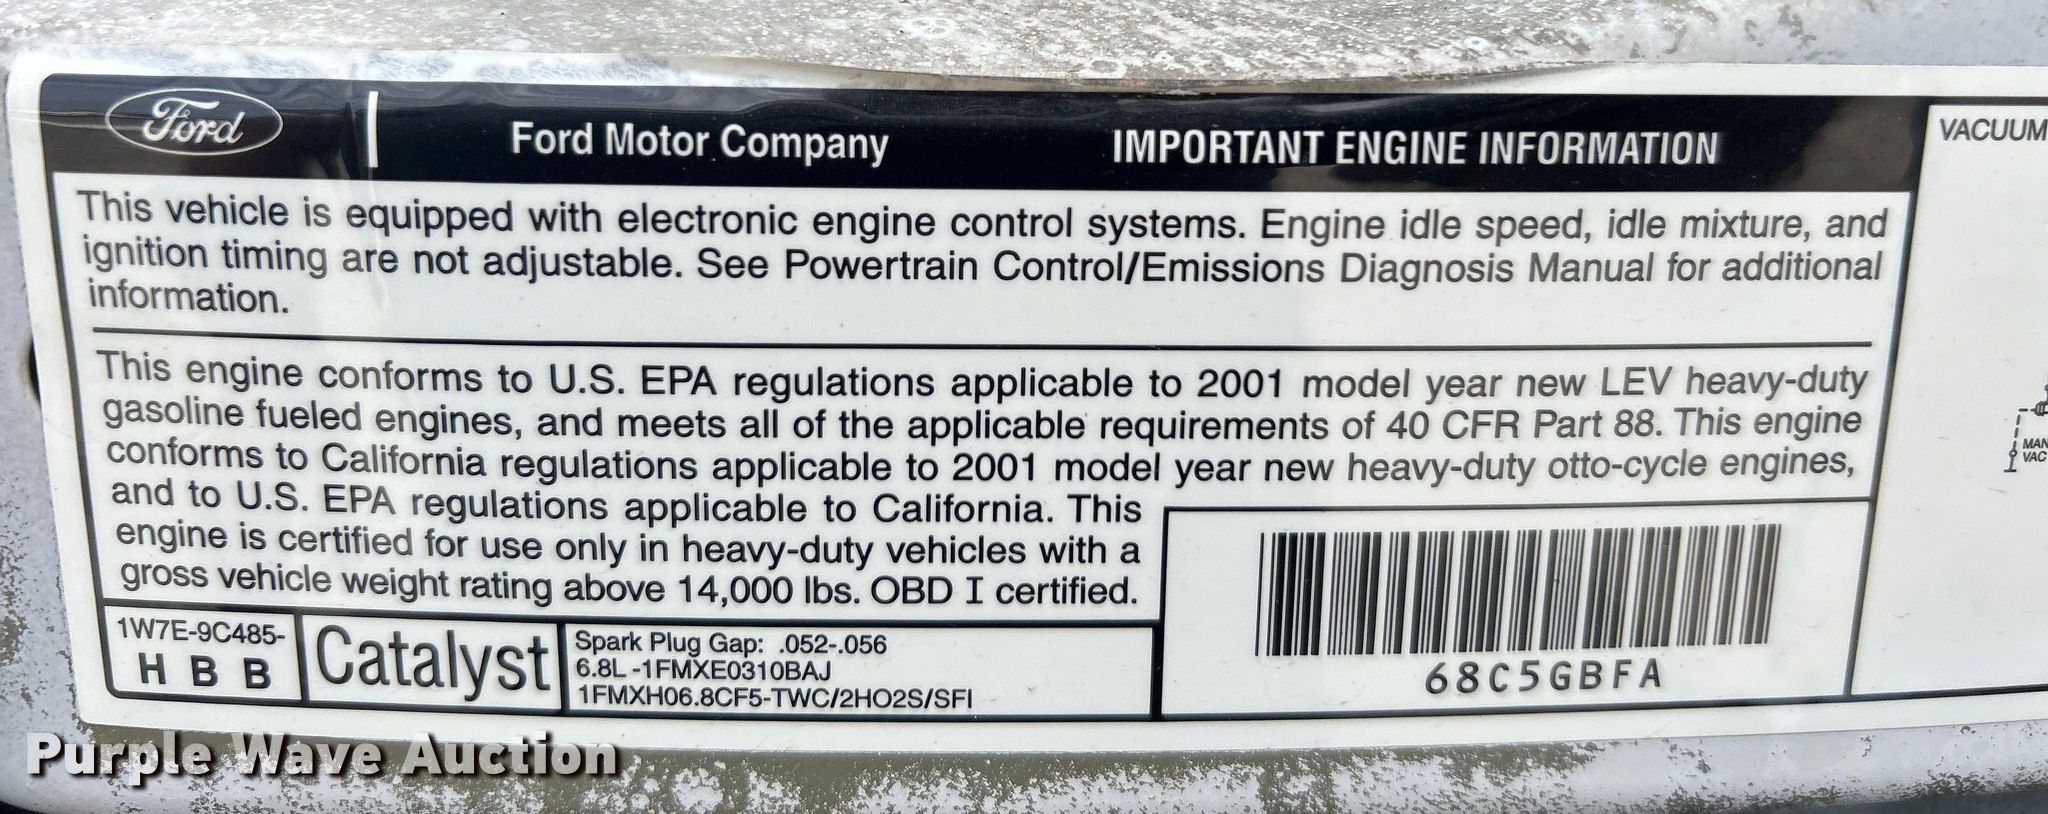 Ford
Ford Motor Company
IMPORTANT ENGINE INFORMATION
This vehicle is equipped with electronic engine control systems. Engine idle speed, idle mixture, and
ignition timing are not adjustable. See Powertrain Control/Emissions Diagnosis Manual for additional
information.
This engine conforms to U.S. EPA regulations applicable to 2001 model year new LEV heavy-duty
gasoline fueled engines, and meets all of the applicable requirements of 40 CFR Part 88. This engine
conforms to California regulations applicable to 2001 model year new heavy-duty otto-cycle engines,
and to U.S. EPA regulations applicable to California. This
engine is certified for use only in heavy-duty vehicles with a
gross vehicle weight rating above 14,000 lbs. OBD I certified.
1W7E-9C485-
H B B
Catalyst
Spark Plug Gap: .052-.056
6.8L -1FMXE0310BAJ
1FMXH06.8CF5-TWC/2HO2S/SFI
68C5GBFA
VACUUM
MAN
VAC
Purple Wave Auction